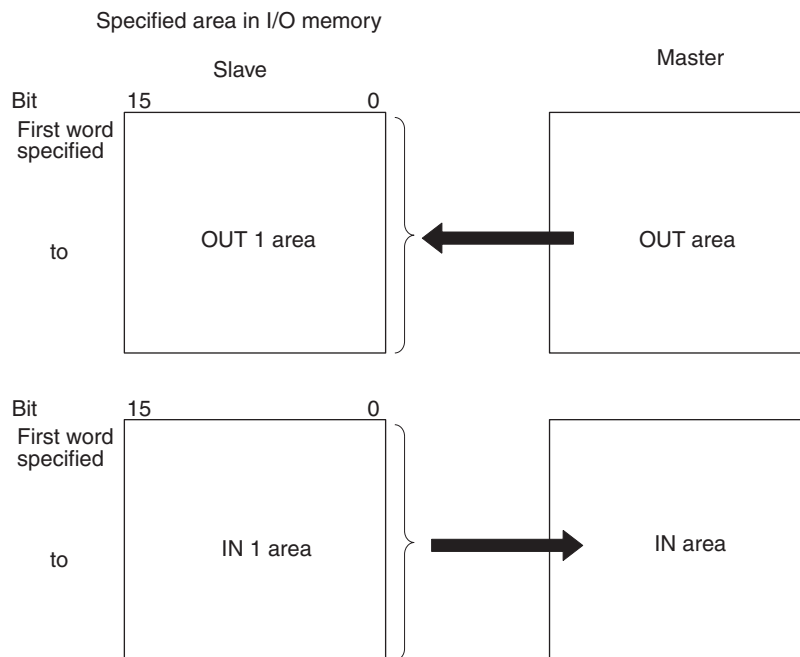 Specified area in I/O memory
Slave
Master
Bit 15 0
First word
specified
OUT 1 area
OUT area
to
Bit 15 0
First word
specified
IN 1 area
IN area
to